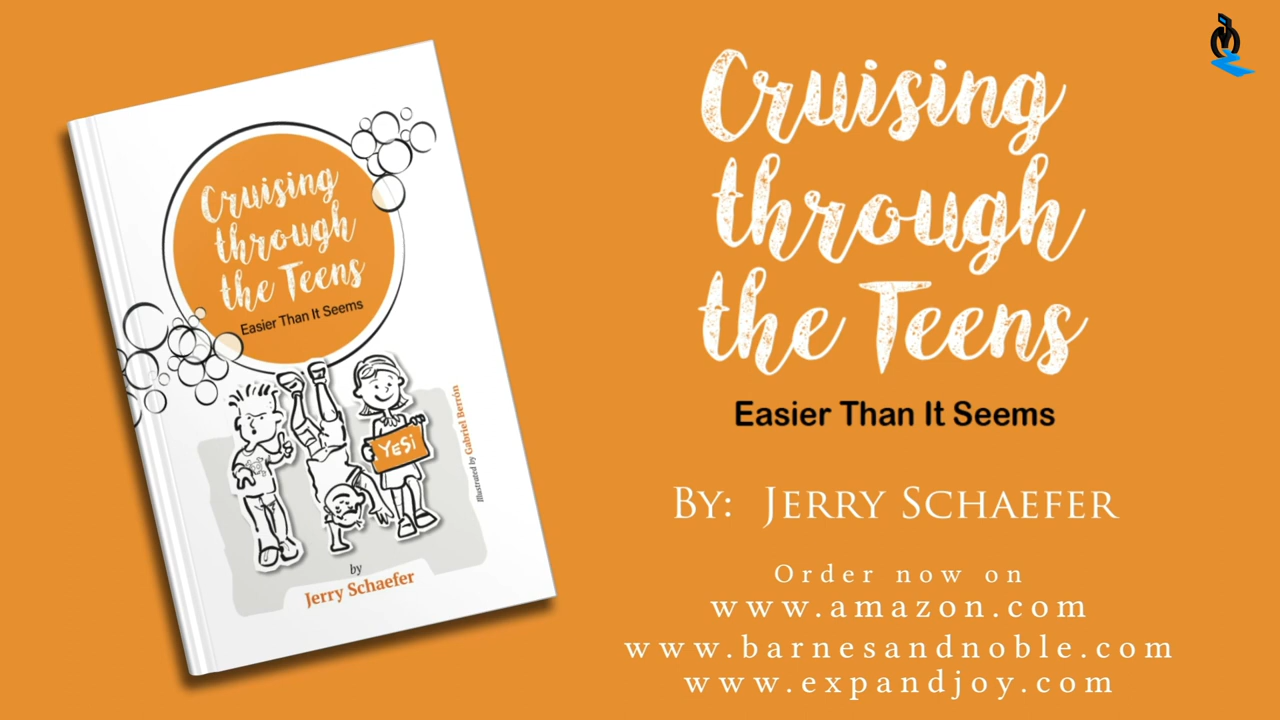 Cruising
through
the Teens
Easier Than It Seems
YESi
Illustrated by Gabriel Berrón
by
Jerry Schaefer
Cruising
through
the Teens
Easier Than It Seems
By: Jerry Schaefer
Order now on
www.amazon.com
www.barnesandnoble.com
www.expandjoy.com